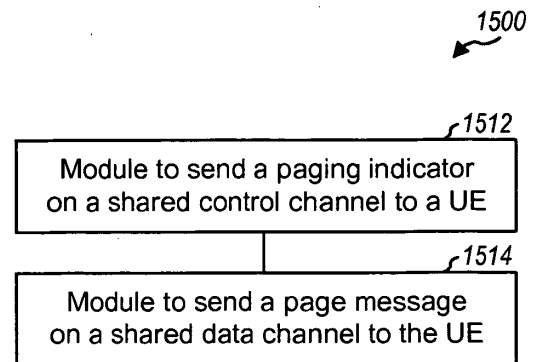 1500
1512
Module to send a paging indicator
on a shared control channel to a UE
1514
Module to send a page message
on a shared data channel to the UE